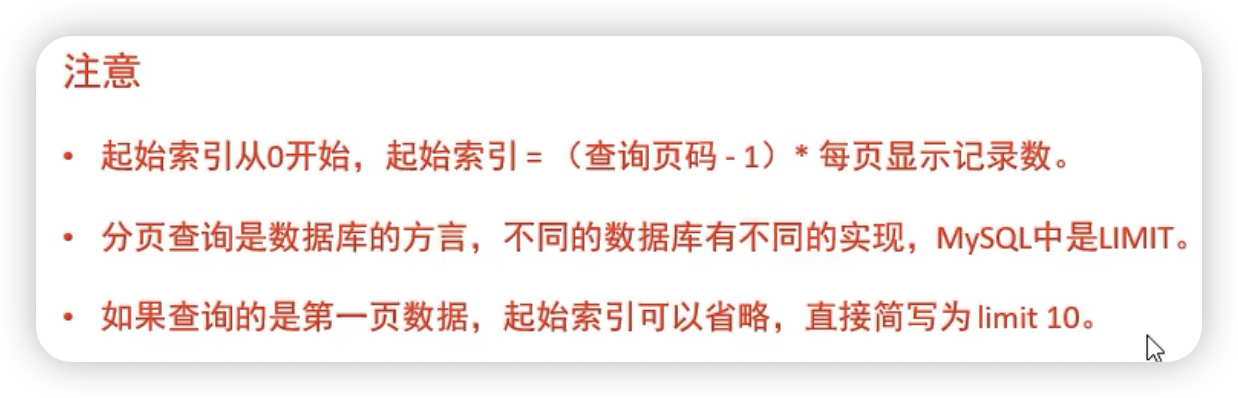 注意
• 起始索引从0开始，起始索引 = （查询页码 - 1）* 每页显示记录数。
• 分页查询是数据库的方言，不同的数据库有不同的实现，MySQL中是LIMIT。
• 如果查询的是第一页数据，起始索引可以省略，直接简写为 limit 10。